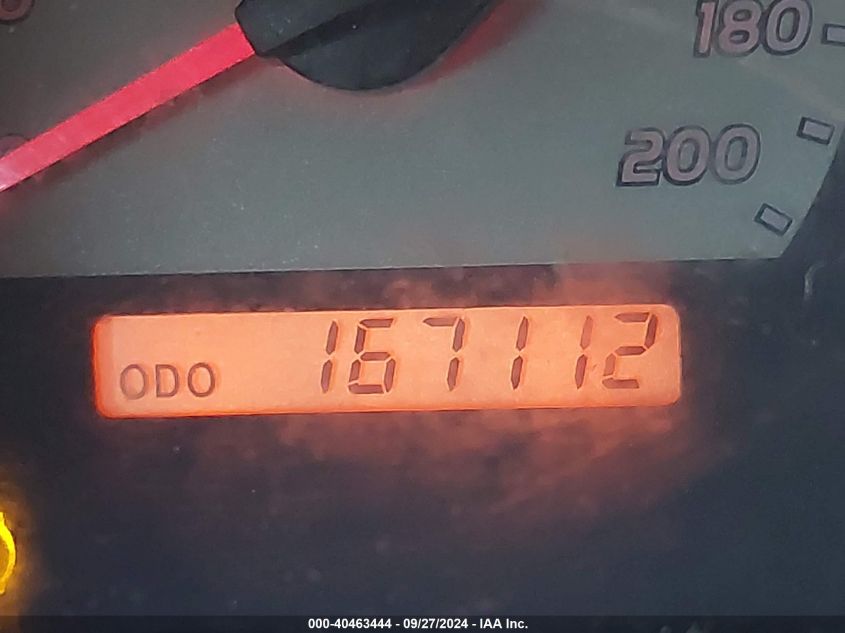 180
200
ODO 167112
000-40463444 - 09/27/2024 - IAA Inc.